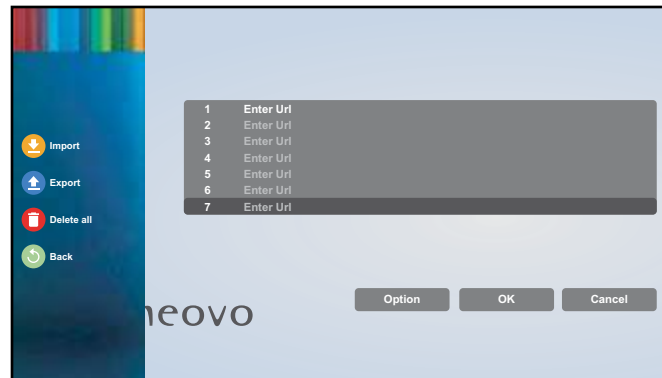 Import
Export
Delete all
Back
1 Enter Url
2 Enter Url
3 Enter Url
4 Enter Url
5 Enter Url
6 Enter Url
7 Enter Url
Option OK Cancel
neovo